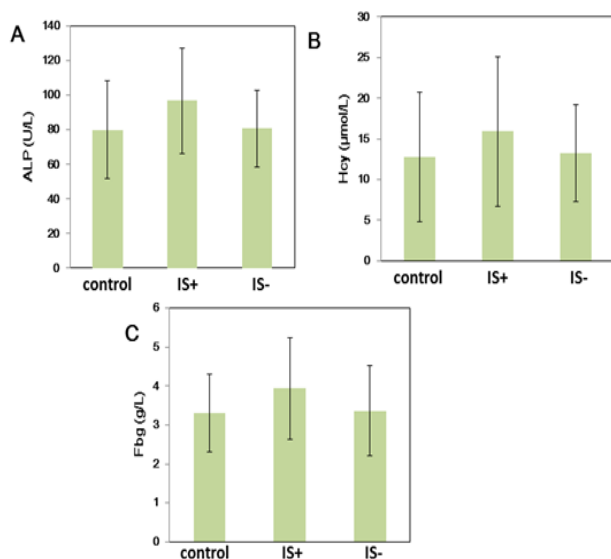 A
ALP (U/L)
140
120
100
80
60
40
20
0
control IS+ IS-
B
Hcy (µmol/L)
30
25
20
15
10
5
0
control IS+ IS-
C
Fbg (g/L)
6
5
4
3
2
1
0
control IS+ IS-